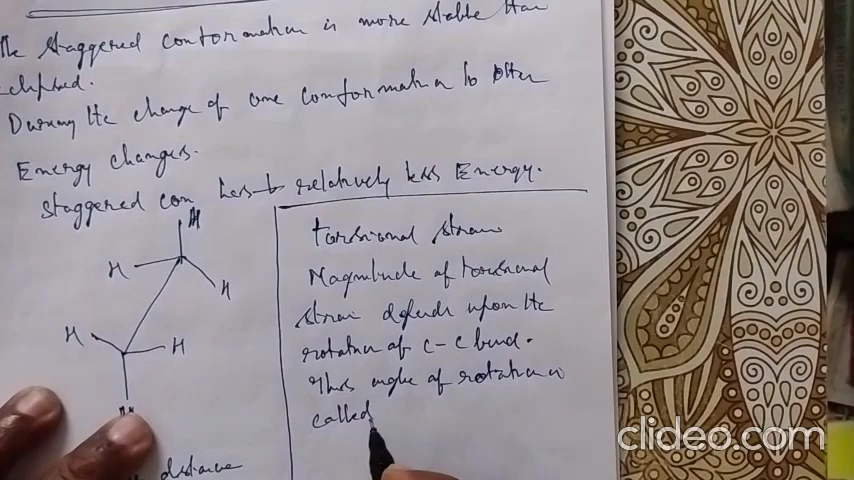 The staggered conformation is more stable than
eclipsed.
During the change of one conformation to other
Energy changes.
staggered con has relatively less Energy.
H
H
H
H
H
H
torsional strain
Magnitude of torsional
strain depends upon the
rotation of C-C bond.
This angle of rotation is
called
distance
clideo.com